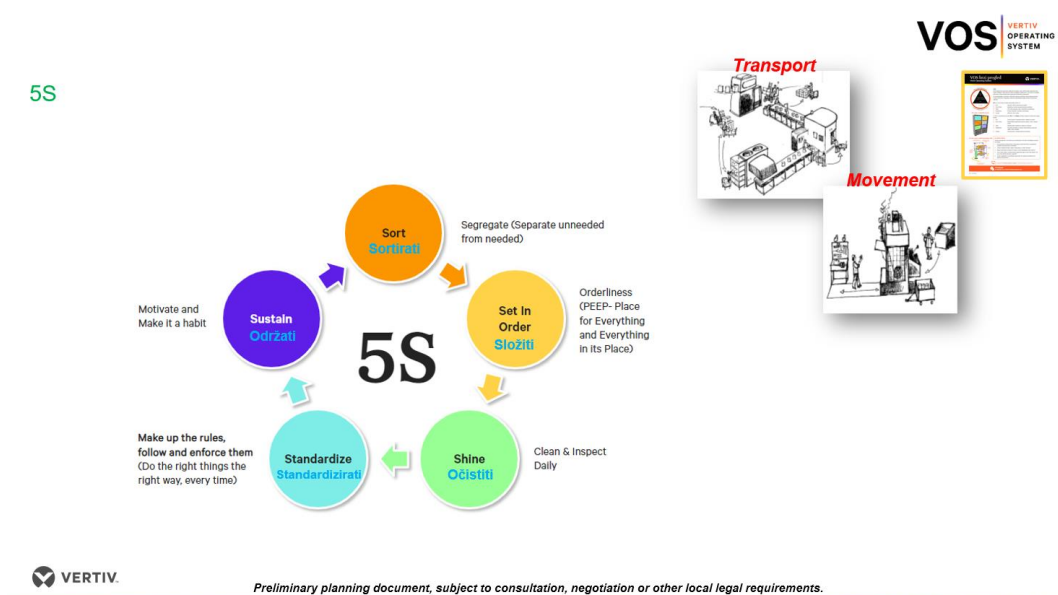 VOS
VERTIV
OPERATING
SYSTEM
Transport
5S
Movement
Sort
Sortirati
Segregate (Separate unneeded
from needed)
Set In
Order
Složiti
Orderliness
(PEEP- Place
for Everything
and Everything
in its Place)
Motivate and
Make it a habit
Sustain
Održati
5S
Make up the rules,
follow and enforce them
(Do the right things the
right way, every time)
Standardize
Standardizirati
Shine
Očistiti
Clean & Inspect
Daily
VERTIV.
Preliminary planning document, subject to consultation, negotiation or other local legal requirements.